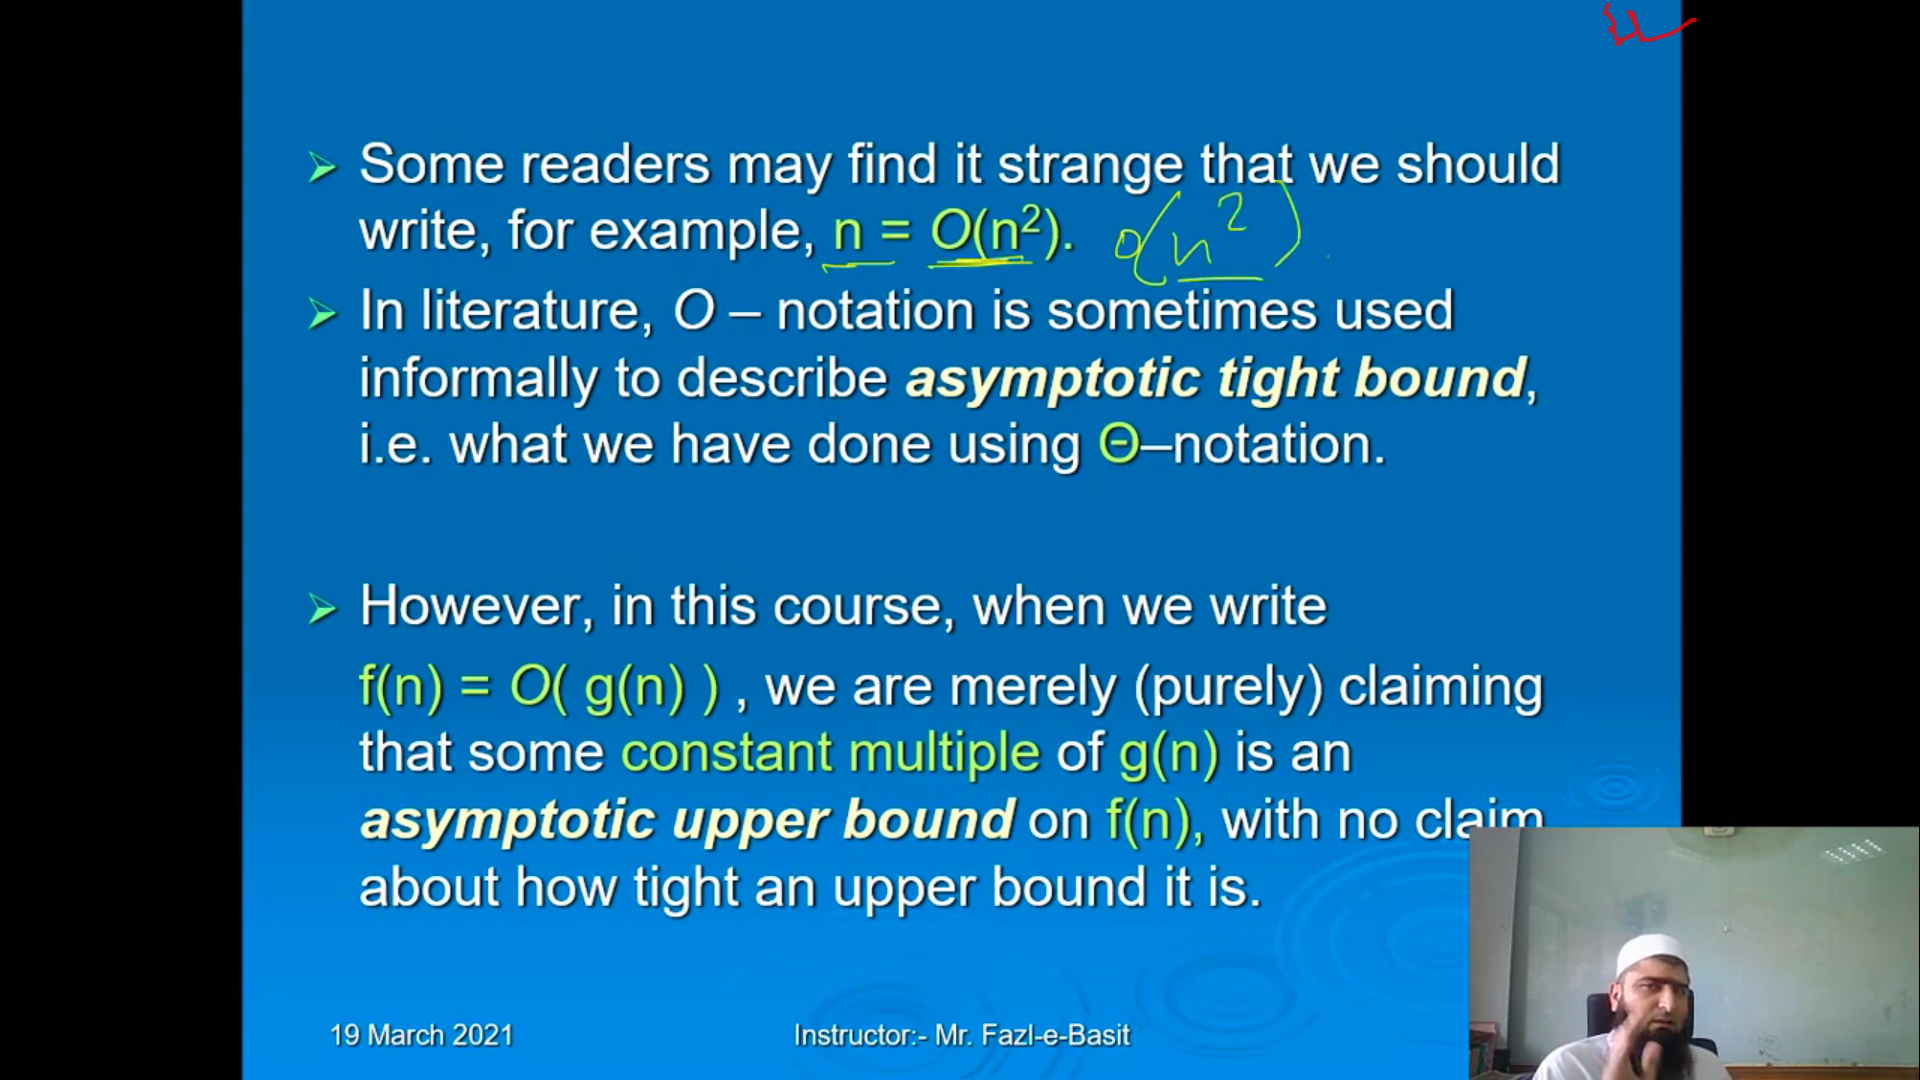 Some readers may find it strange that we should
write, for example, n = O(n²). O(n²)
In literature, O – notation is sometimes used
informally to describe asymptotic tight bound,
i.e. what we have done using Θ–notation.
However, in this course, when we write
f(n) = O( g(n) ) , we are merely (purely) claiming
that some constant multiple of g(n) is an
asymptotic upper bound on f(n), with no claim
about how tight an upper bound it is.
19 March 2021 Instructor:- Mr. Fazl-e-Basit